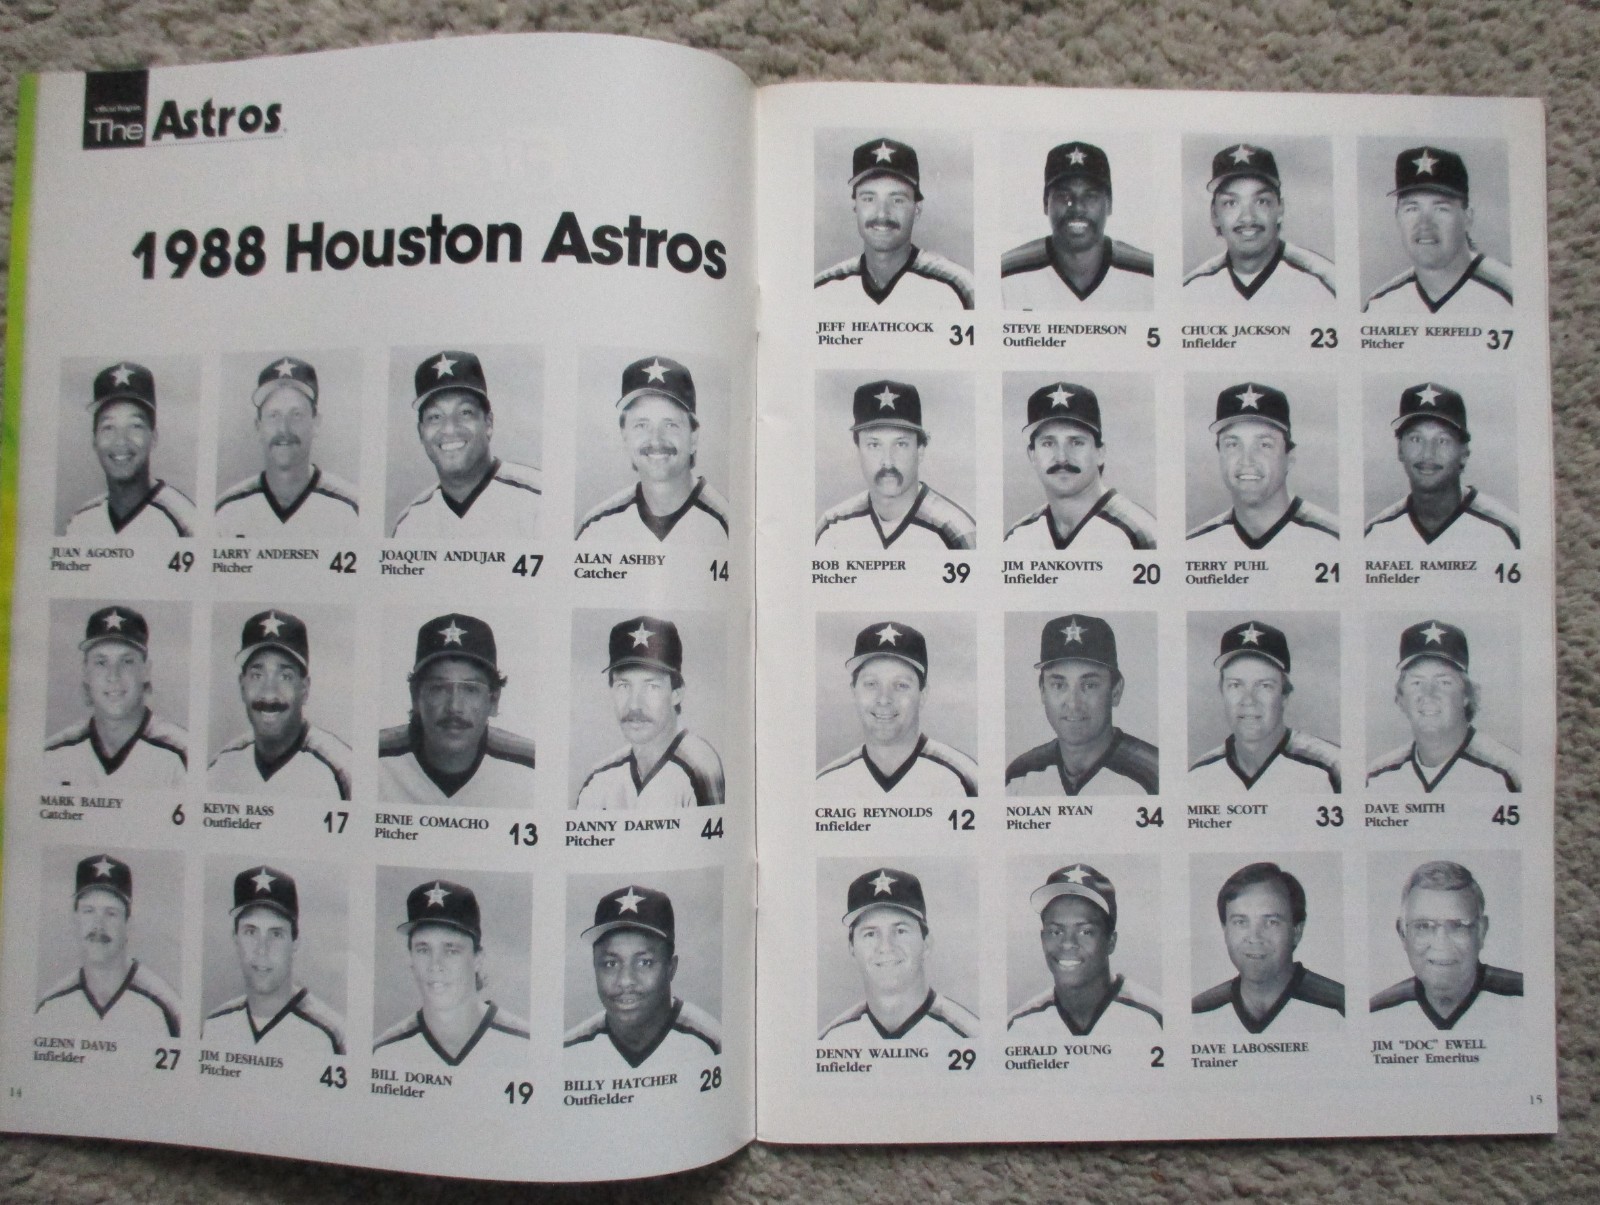 The Astros
1988 Houston Astros
JUAN AGOSTO
Pitcher
49
LARRY ANDERSEN
Pitcher
42
JOAQUIN ANDUJAR
Pitcher
47
ALAN ASHBY
Catcher
14
MARK BAILEY
Catcher
6
KEVIN BASS
Outfielder
17
ERNIE COMACHO
Pitcher
13
DANNY DARWIN
Pitcher
44
GLENN DAVIS
Infielder
27
JIM DESHAIES
Pitcher
43
BILL DORAN
Infielder
19
BILLY HATCHER
Outfielder
28
14
JEFF HEATHCOCK
Pitcher
31
STEVE HENDERSON
Outfielder
5
CHUCK JACKSON
Infielder
23
CHARLEY KERFELD
Pitcher
37
BOB KNEPPER
Pitcher
39
JIM PANKOVITS
Infielder
20
TERRY PUHL
Outfielder
21
RAFAEL RAMIREZ
Infielder
16
CRAIG REYNOLDS
Infielder
12
NOLAN RYAN
Pitcher
34
MIKE SCOTT
Pitcher
33
DAVE SMITH
Pitcher
45
DENNY WALLING
Infielder
29
GERALD YOUNG
Outfielder
2
DAVE LABOSSIERE
Trainer
JIM "DOC" EWELL
Trainer Emeritus
15